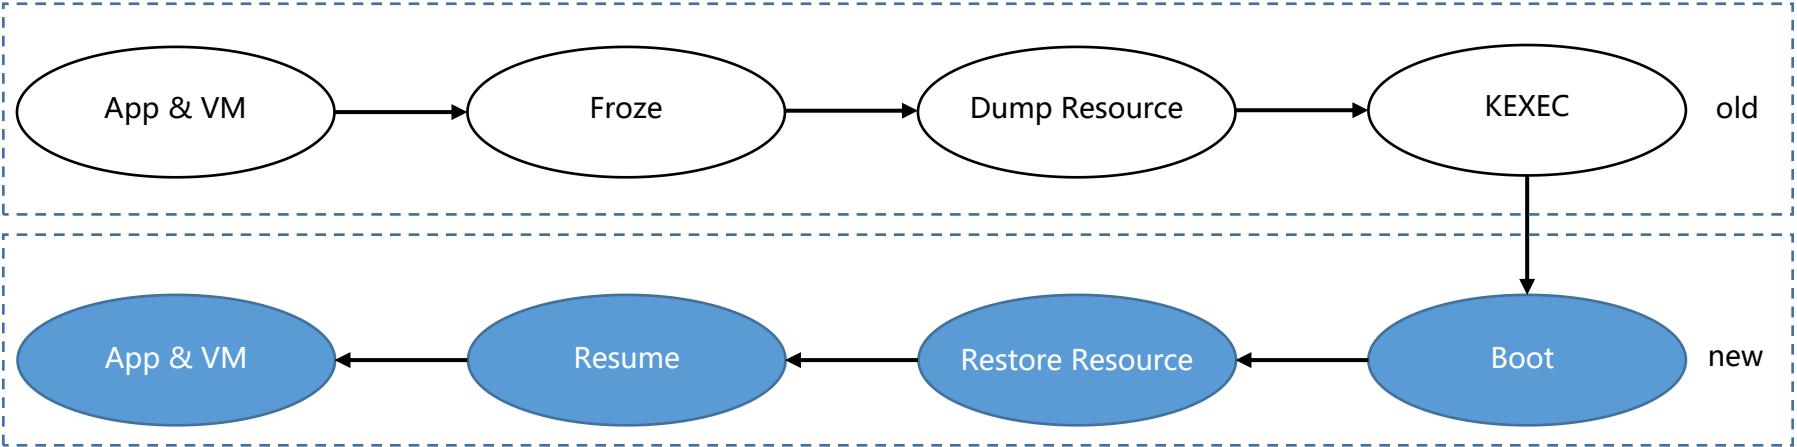 App & VM
Froze
Dump Resource
KEXEC
old
App & VM
Resume
Restore Resource
Boot
new